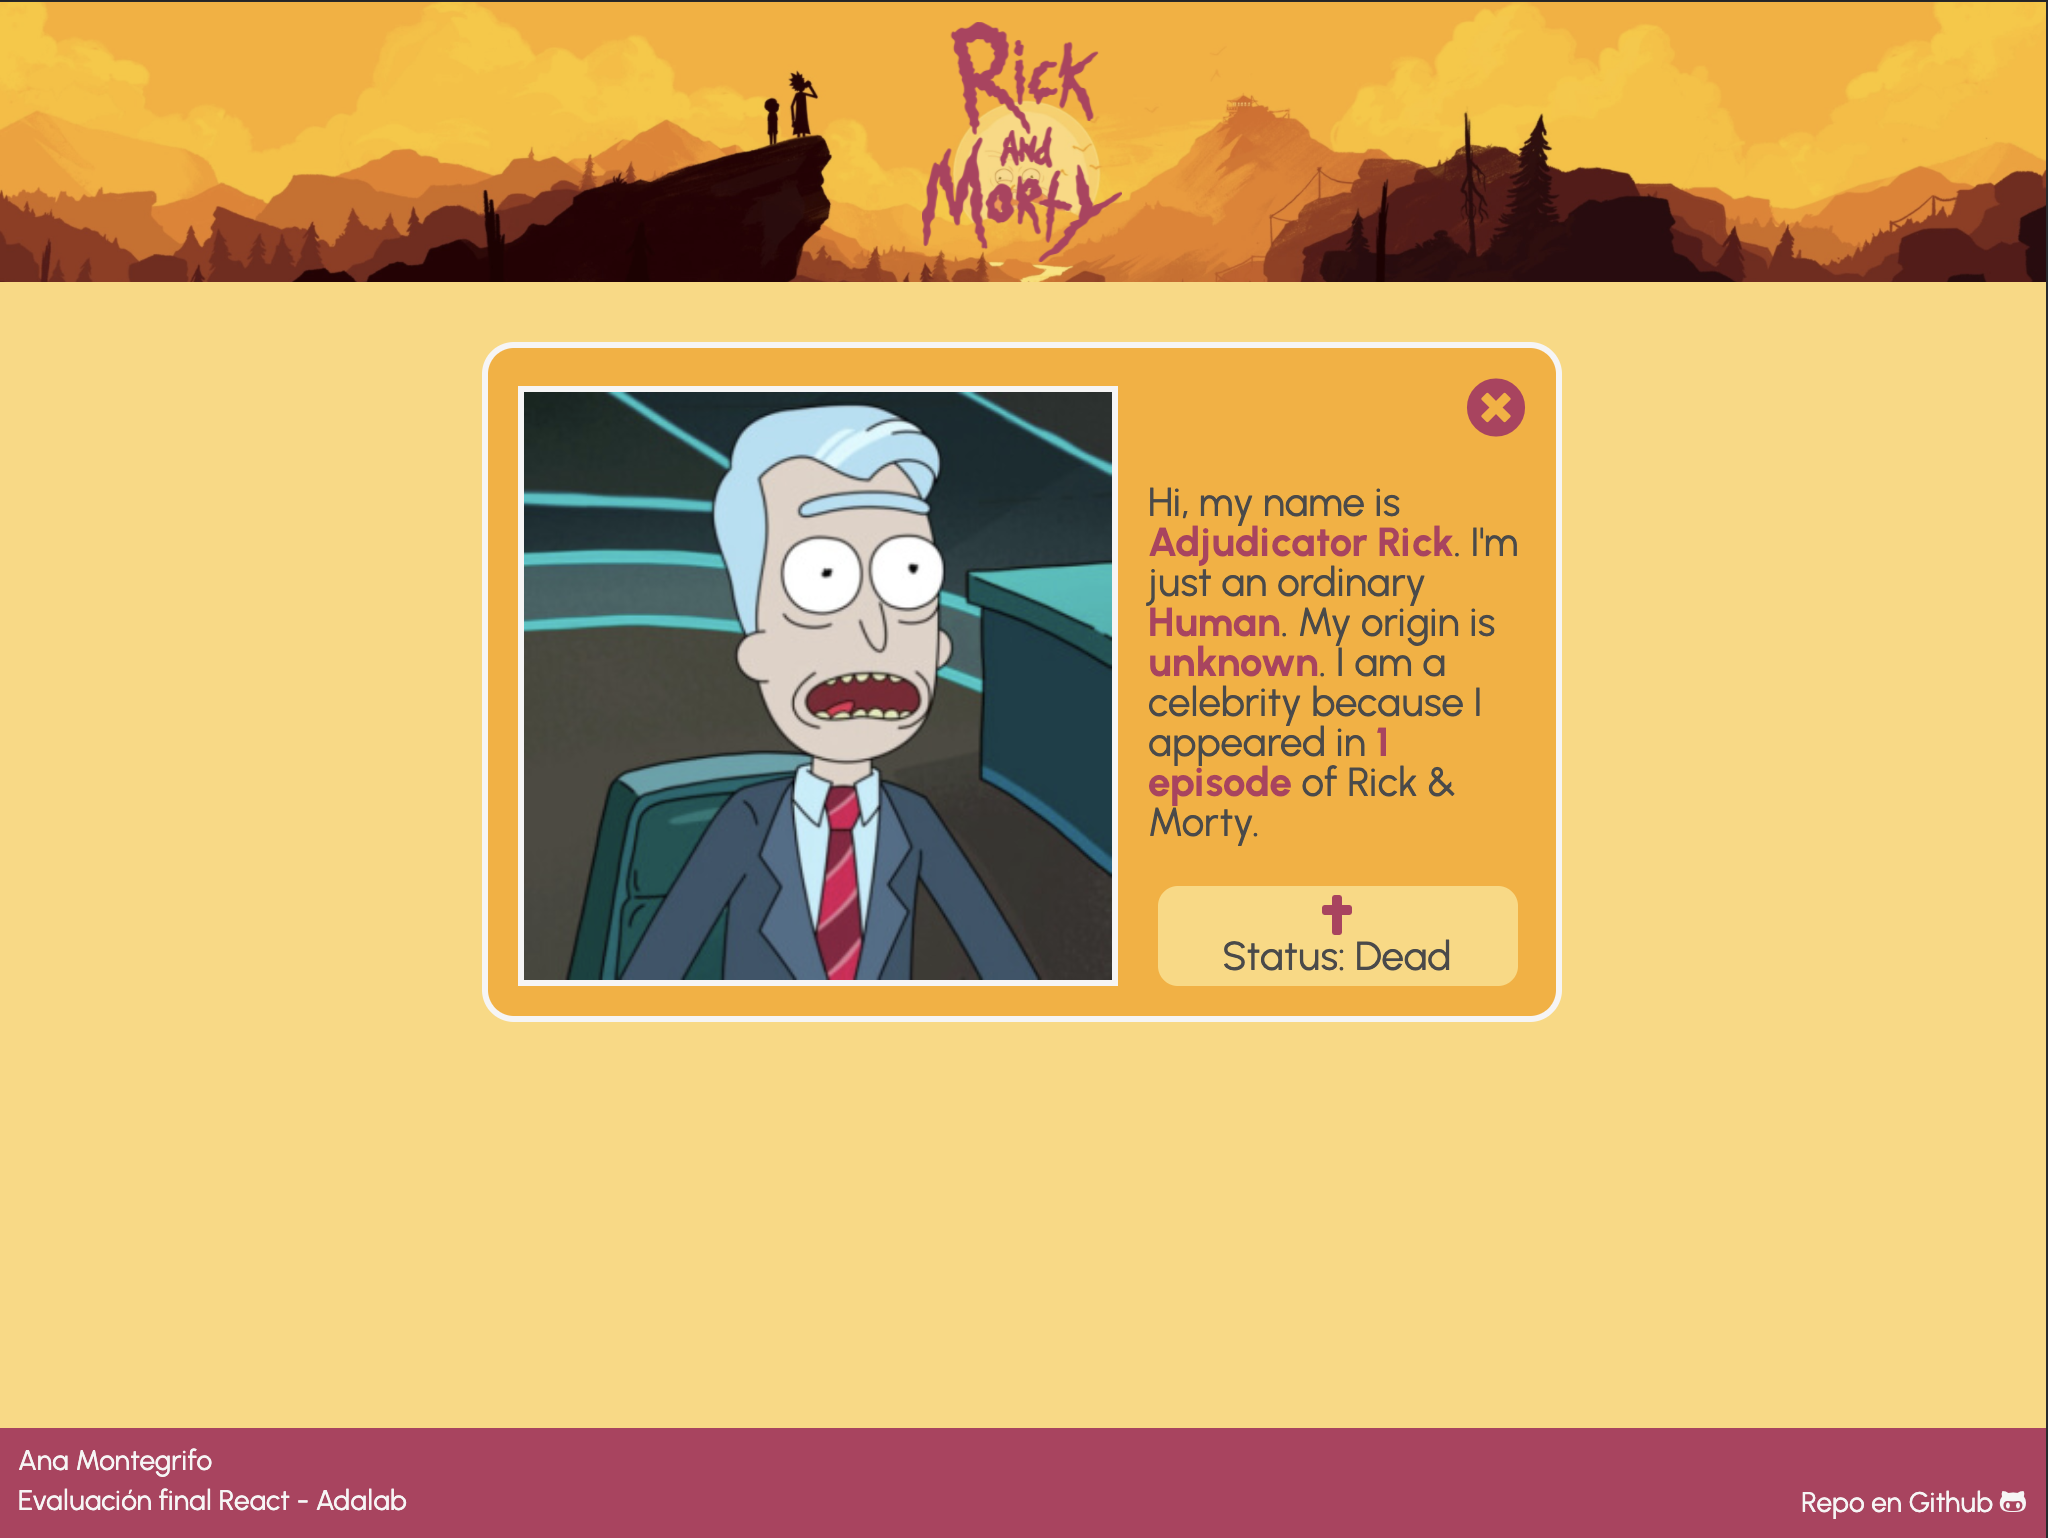 Rick
AND
Morty
Hi, my name is
Adjudicator Rick. I'm
just an ordinary
Human. My origin is
unknown. I am a
celebrity because I
appeared in 1
episode of Rick &
Morty.
Status: Dead
Ana Montegrifo
Evaluación final React - Adalab
Repo en Github